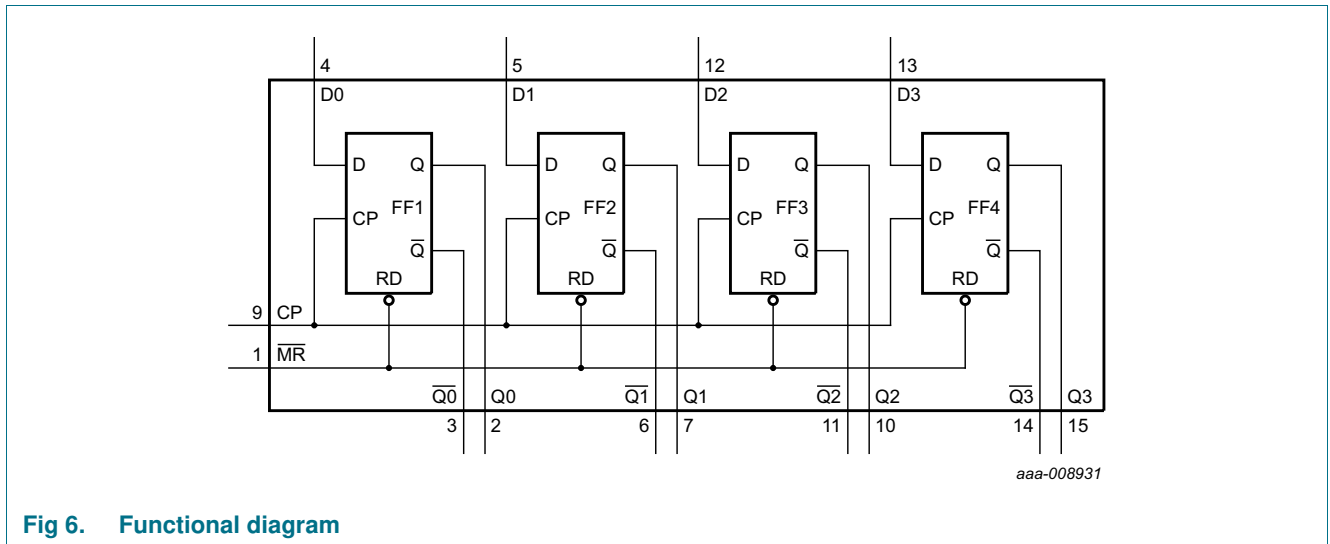 4 5 12 13
D0 D1 D2 D3
D Q D Q D Q D Q
FF1 FF2 FF3 FF4
CP CP CP CP
Q̅ Q̅ Q̅ Q̅
RD RD RD RD
9 CP
1 M̅R̅
Q̅0̅ Q0 Q̅1̅ Q1 Q̅2̅ Q2 Q̅3̅ Q3
3 2 6 7 11 10 14 15
aaa-008931
Fig 6. Functional diagram